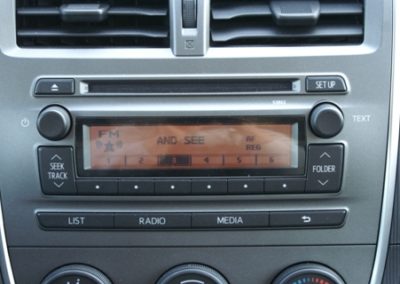 SET UP
TEXT
FM
AND SEE
AF
REG
1 2 3 4 5 6
SEEK
TRACK
FOLDER
LIST RADIO MEDIA